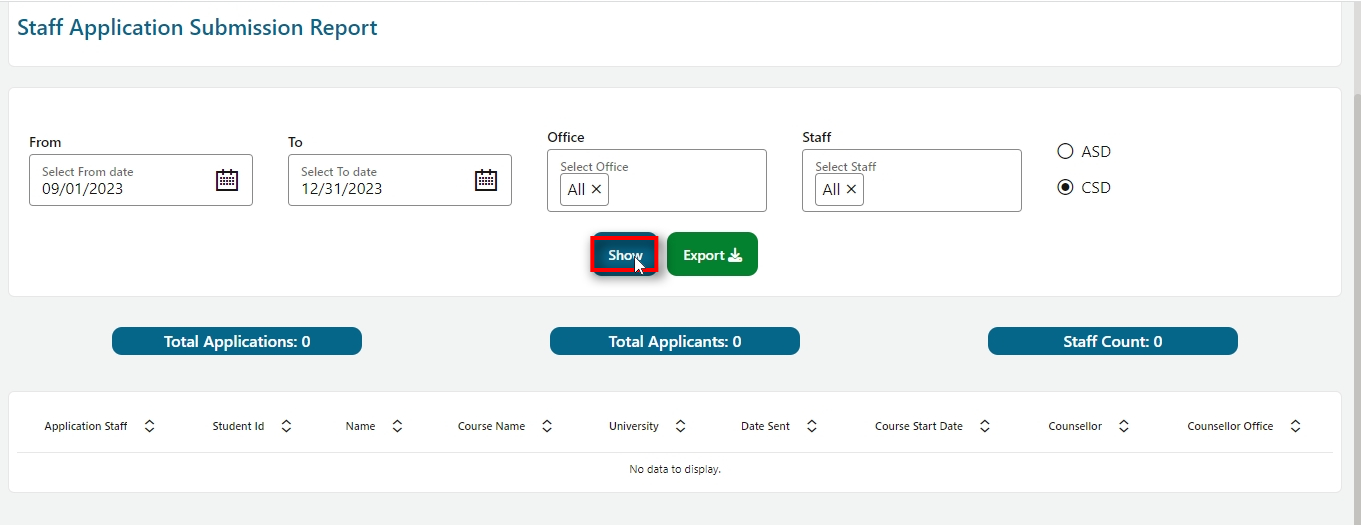 Staff Application Submission Report
From
To
Office
Staff
Select From date
09/01/2023
Select To date
12/31/2023
Select Office
All ×
Select Staff
All ×
ASD
CSD
Show
Export
Total Applications: 0
Total Applicants: 0
Staff Count: 0
Application Staff Student Id Name Course Name University Date Sent Course Start Date Counsellor Counsellor Office
No data to display.